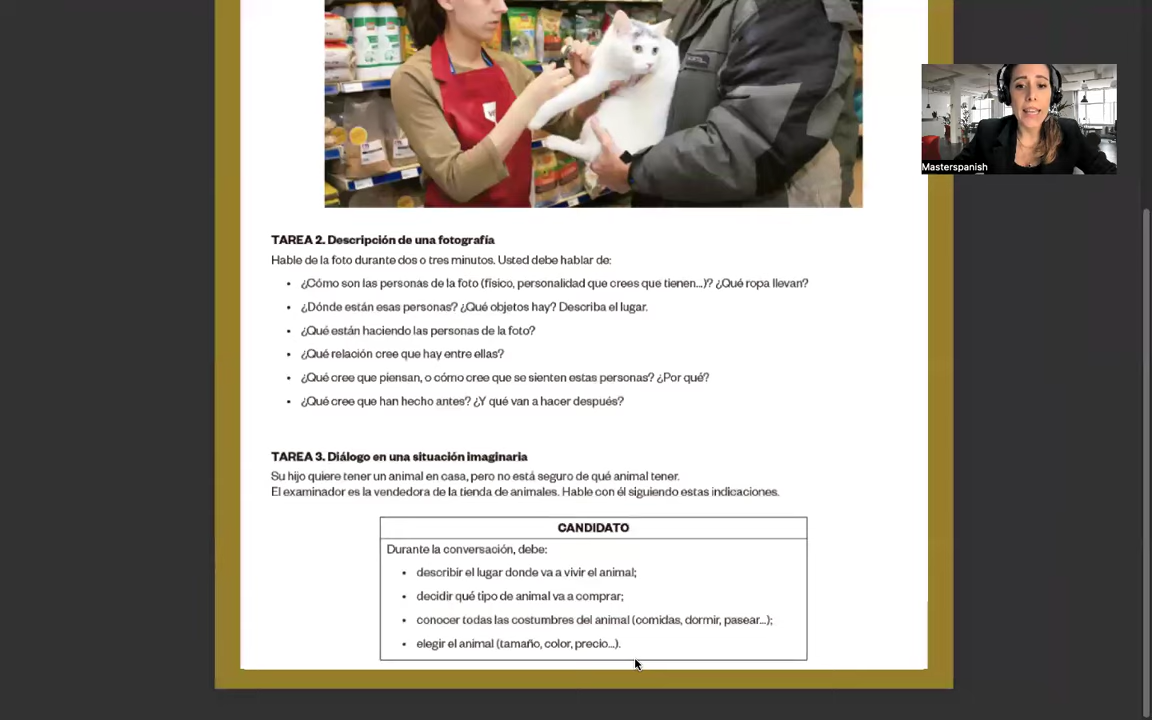 Masterspanish
TAREA 2. Descripción de una fotografía
Hable de la foto durante dos o tres minutos. Usted debe hablar de:
• ¿Cómo son las personas de la foto (físico, personalidad que crees que tienen...)? ¿Qué ropa llevan?
• ¿Dónde están esas personas? ¿Qué objetos hay? Describa el lugar.
• ¿Qué están haciendo las personas de la foto?
• ¿Qué relación cree que hay entre ellas?
• ¿Qué cree que piensan, o cómo cree que se sienten estas personas? ¿Por qué?
• ¿Qué cree que han hecho antes? ¿Y qué van a hacer después?
TAREA 3. Diálogo en una situación imaginaria
Su hijo quiere tener un animal en casa, pero no está seguro de qué animal tener.
El examinador es la vendedora de la tienda de animales. Hable con él siguiendo estas indicaciones.
CANDIDATO
Durante la conversación, debe:
• describir el lugar donde va a vivir el animal;
• decidir qué tipo de animal va a comprar;
• conocer todas las costumbres del animal (comidas, dormir, pasear...);
• elegir el animal (tamaño, color, precio...).